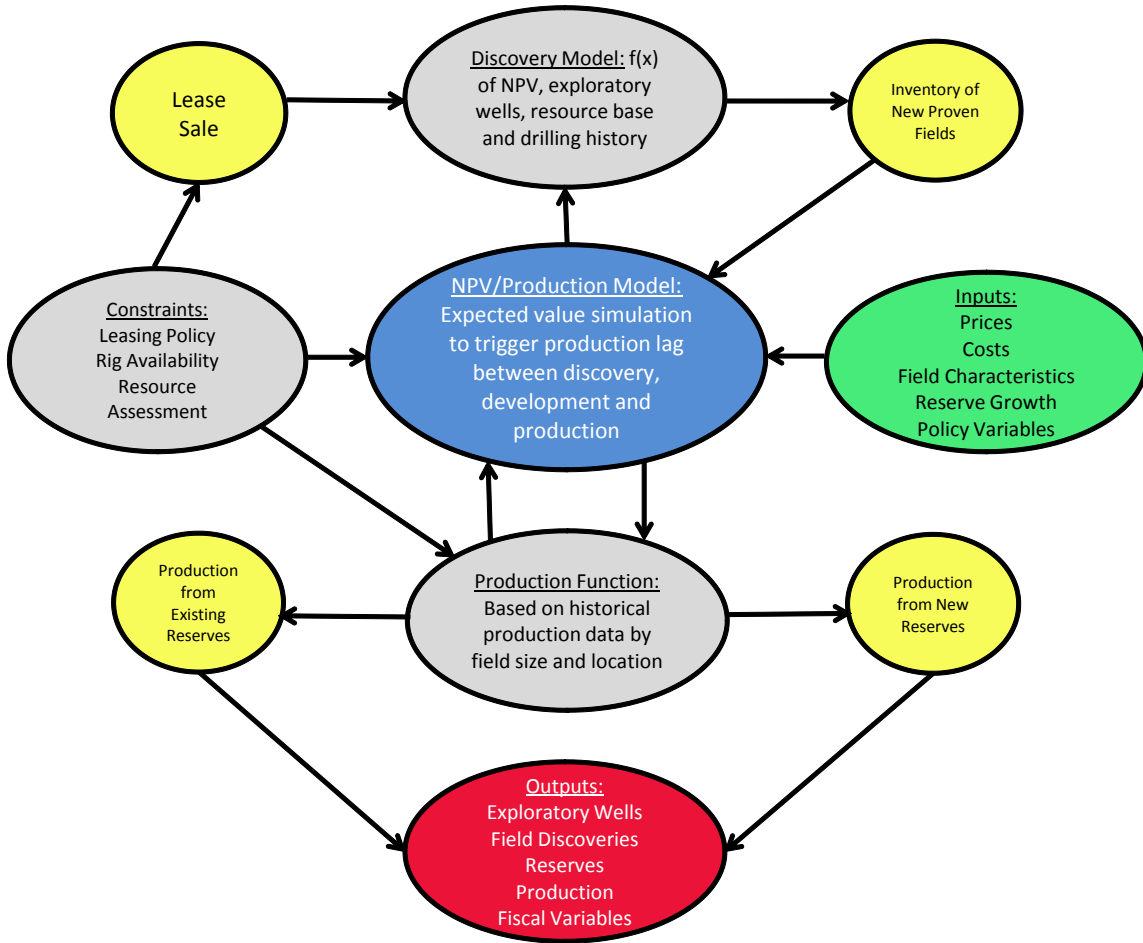 Discovery Model: f(x)
of NPV, exploratory
wells, resource base
and drilling history
Lease
Sale
Inventory of
New Proven
Fields
Constraints:
Leasing Policy
Rig Availability
Resource
Assessment
NPV/Production Model:
Expected value simulation
to trigger production lag
between discovery,
development and
production
Inputs:
Prices
Costs
Field Characteristics
Reserve Growth
Policy Variables
Production
from
Existing
Reserves
Production Function:
Based on historical
production data by
field size and location
Production
from New
Reserves
Outputs:
Exploratory Wells
Field Discoveries
Reserves
Production
Fiscal Variables